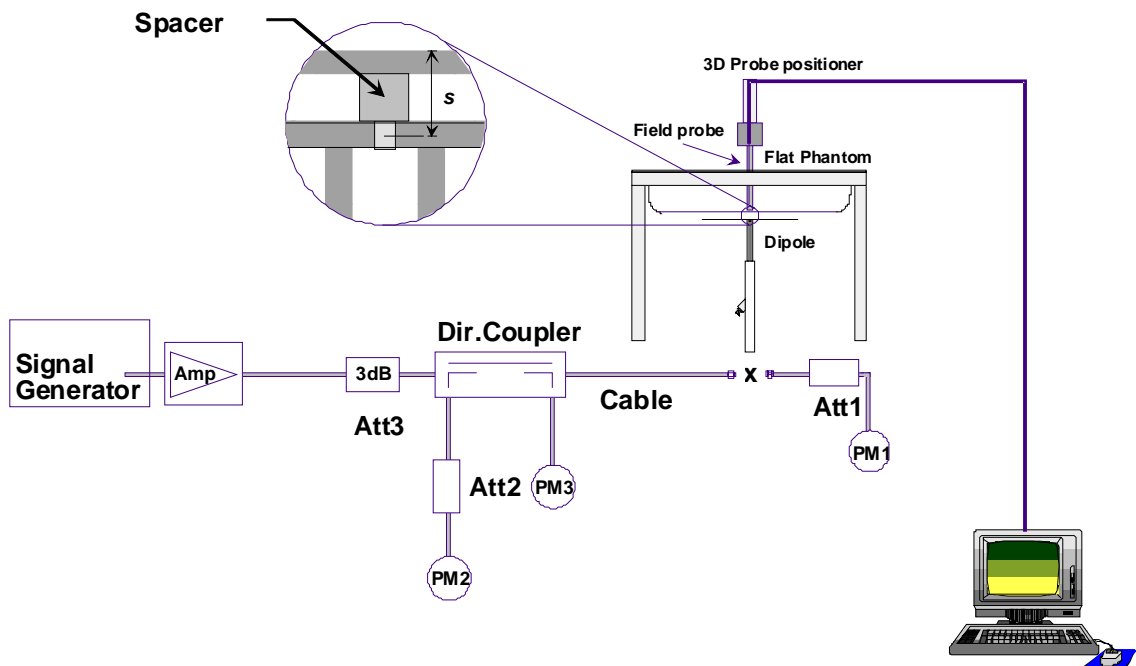 Spacer
s
3D Probe positioner
Field probe
Flat Phantom
Dipole
Signal
Generator
Amp
3dB
Att3
Dir.Coupler
Cable
x
Att1
PM1
Att2
PM3
PM2